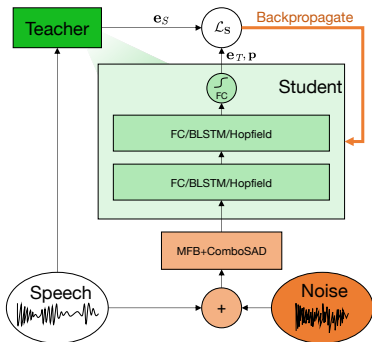 Teacher
e_S
L_S
Backpropagate
e_T, p
FC
Student
FC/BLSTM/Hopfield
FC/BLSTM/Hopfield
MFB+ComboSAD
Speech
+
Noise